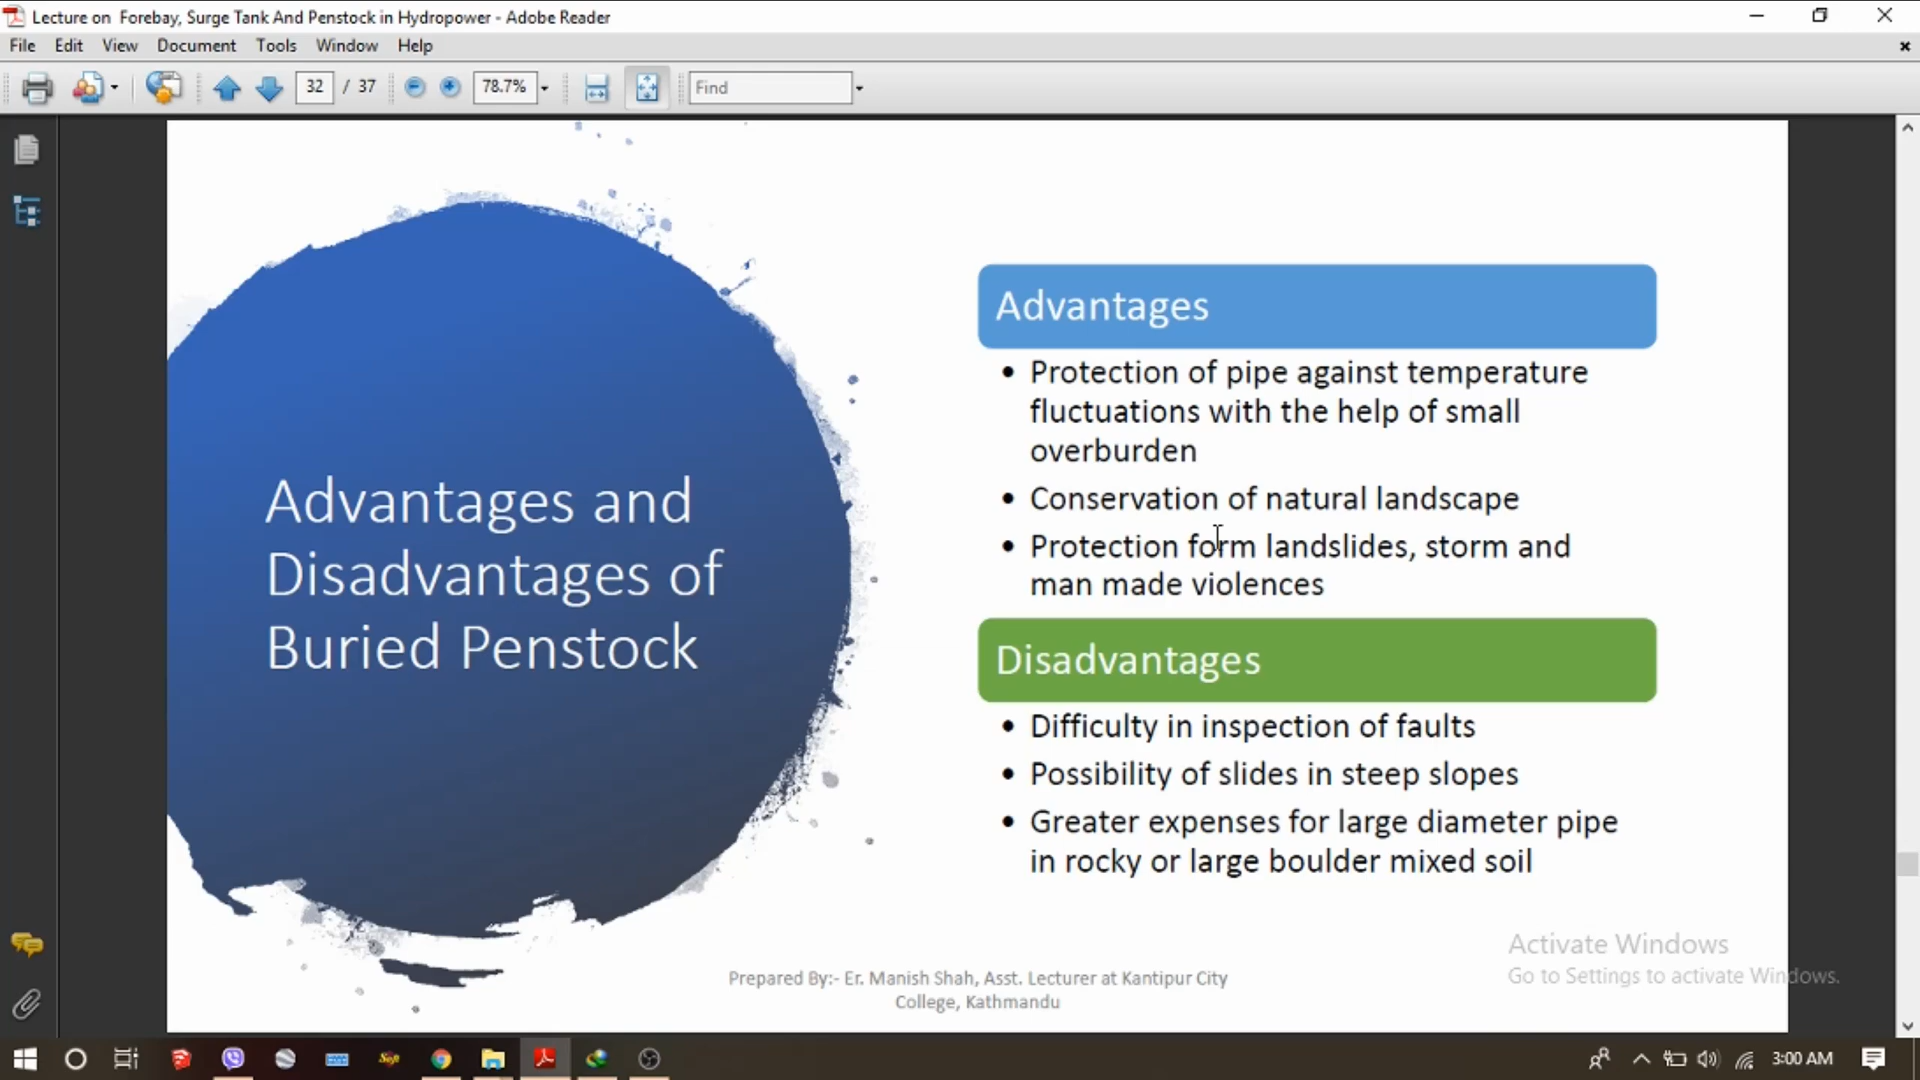 Lecture on  Forebay, Surge Tank And Penstock in Hydropower - Adobe Reader
File Edit View Document Tools Window Help
32 / 37 78.7% Find
Advantages and
Disadvantages of
Buried Penstock
Advantages
• Protection of pipe against temperature
fluctuations with the help of small
overburden
• Conservation of natural landscape
• Protection form landslides, storm and
man made violences
Disadvantages
• Difficulty in inspection of faults
• Possibility of slides in steep slopes
• Greater expenses for large diameter pipe
in rocky or large boulder mixed soil
Prepared By:- Er. Manish Shah, Asst. Lecturer at Kantipur City
College, Kathmandu
Activate Windows
Go to Settings to activate Windows.
3:00 AM